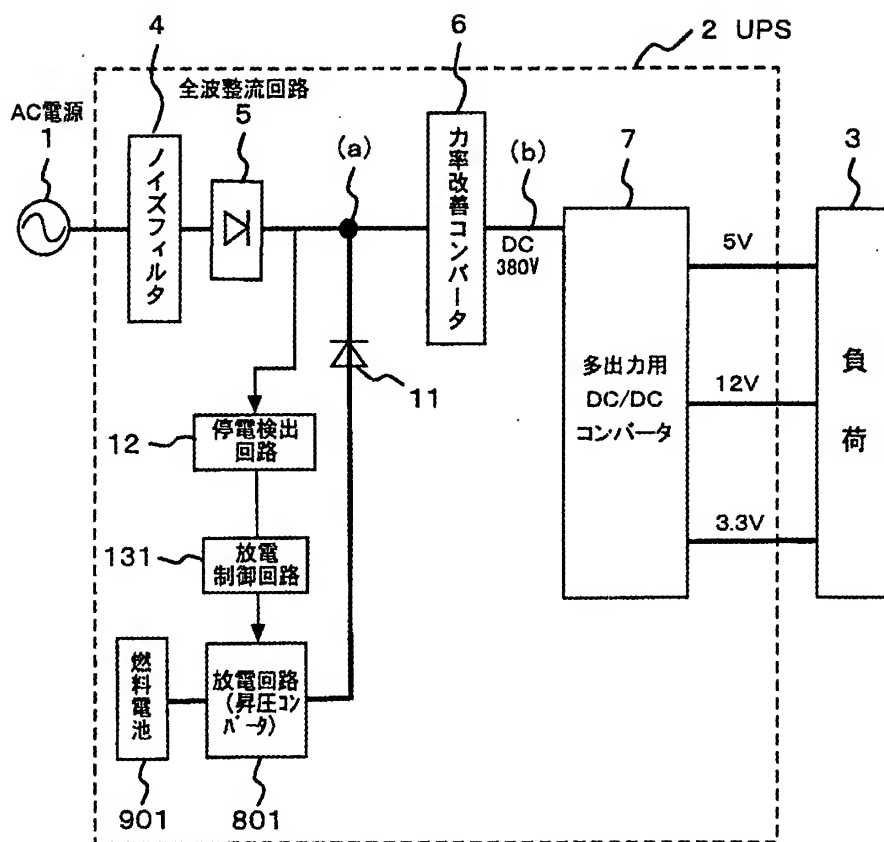 4
6
2 UPS
全波整流回路
AC電源
1
5
(a)
(b)
7
3
ノイズフィルタ
力率改善コンバータ
DC
380V
5V
12V
3.3V
多出力用
DC/DC
コンバータ
負荷
11
12
停電検出
回路
131
放電
制御回路
燃料電池
放電回路
(昇圧コン
バータ)
901
801